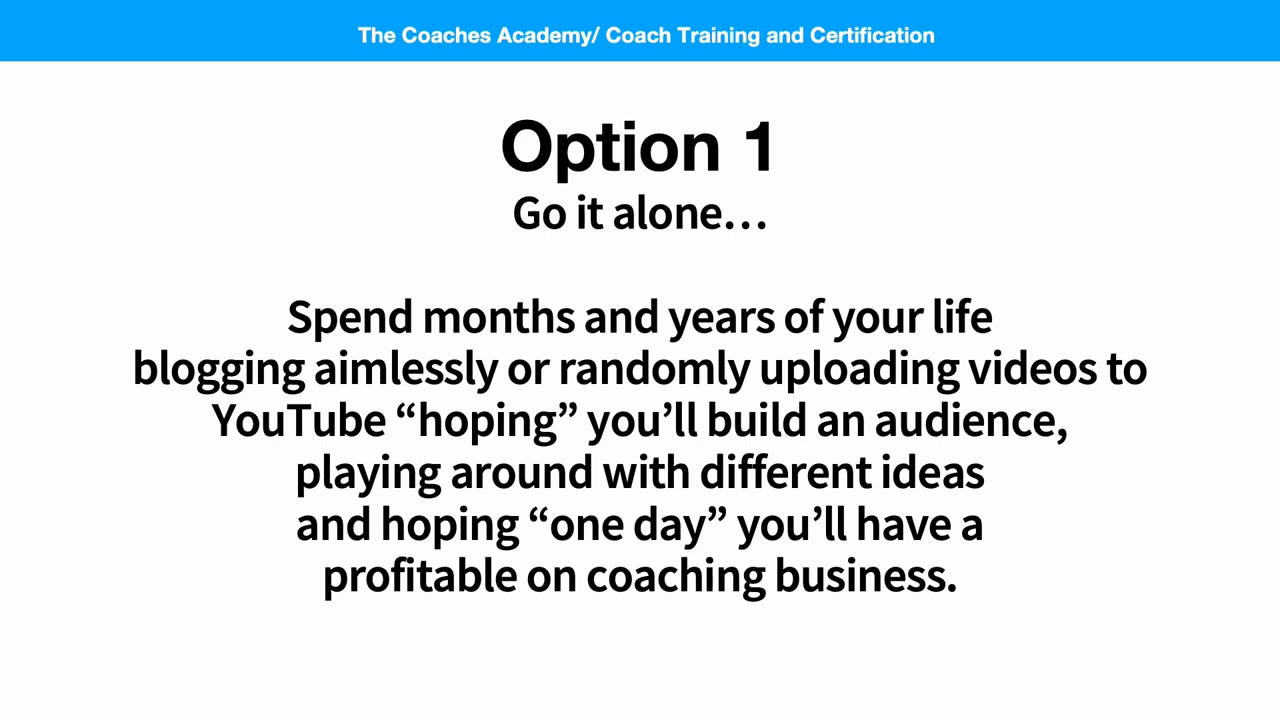 The Coaches Academy/ Coach Training and Certification
Option 1
Go it alone…
Spend months and years of your life
blogging aimlessly or randomly uploading videos to
YouTube “hoping” you’ll build an audience,
playing around with different ideas
and hoping “one day” you’ll have a
profitable on coaching business.